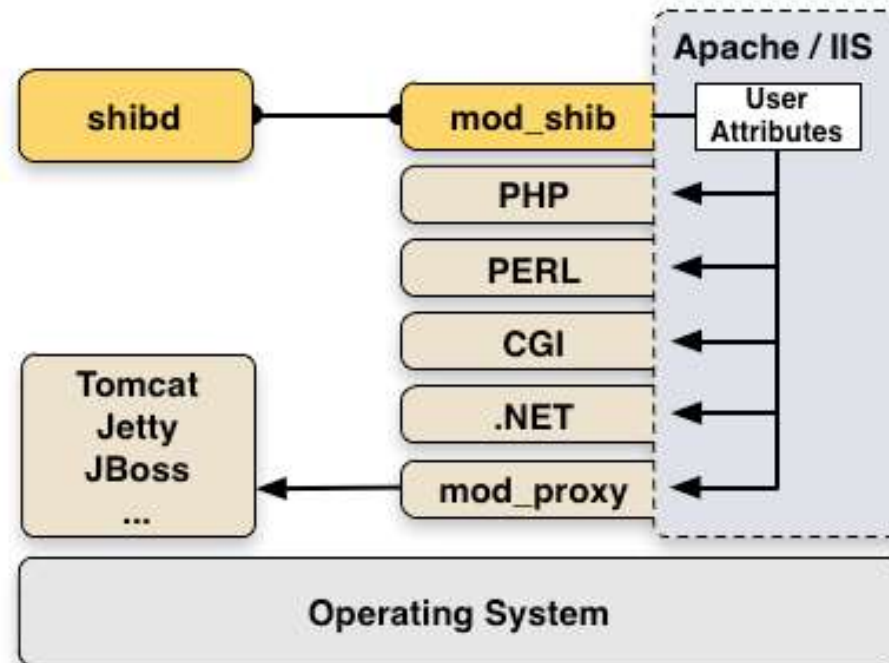 Apache / IIS
shibd
mod_shib
User
Attributes
PHP
PERL
CGI
.NET
mod_proxy
Tomcat
Jetty
JBoss
...
Operating System